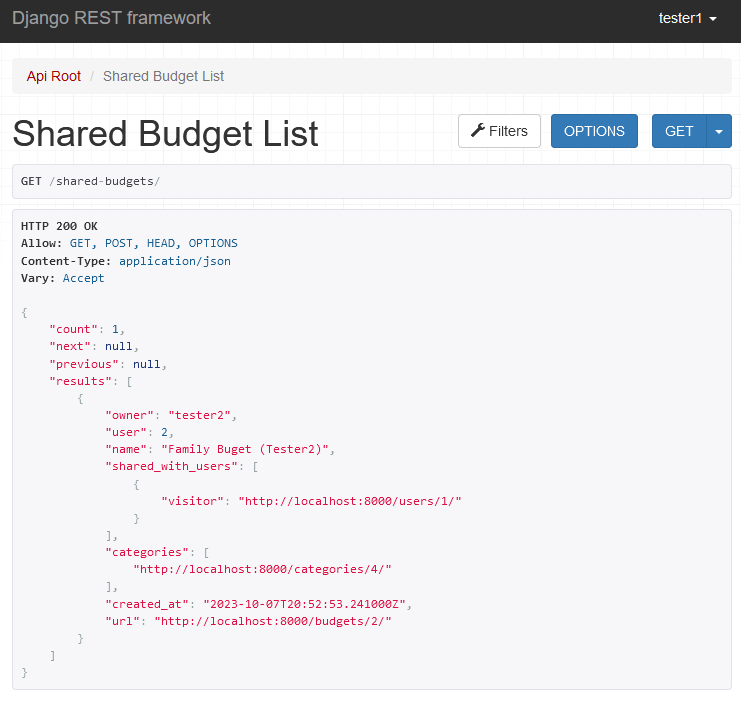 Django REST framework
tester1
Api Root / Shared Budget List
Shared Budget List
Filters
OPTIONS
GET
GET /shared-budgets/
HTTP 200 OK
Allow: GET, POST, HEAD, OPTIONS
Content-Type: application/json
Vary: Accept
{
    "count": 1,
    "next": null,
    "previous": null,
    "results": [
        {
            "owner": "tester2",
            "user": 2,
            "name": "Family Buget (Tester2)",
            "shared_with_users": [
                {
                    "visitor": "http://localhost:8000/users/1/"
                }
            ],
            "categories": [
                "http://localhost:8000/categories/4/"
            ],
            "created_at": "2023-10-07T20:52:53.241000Z",
            "url": "http://localhost:8000/budgets/2/"
        }
    ]
}